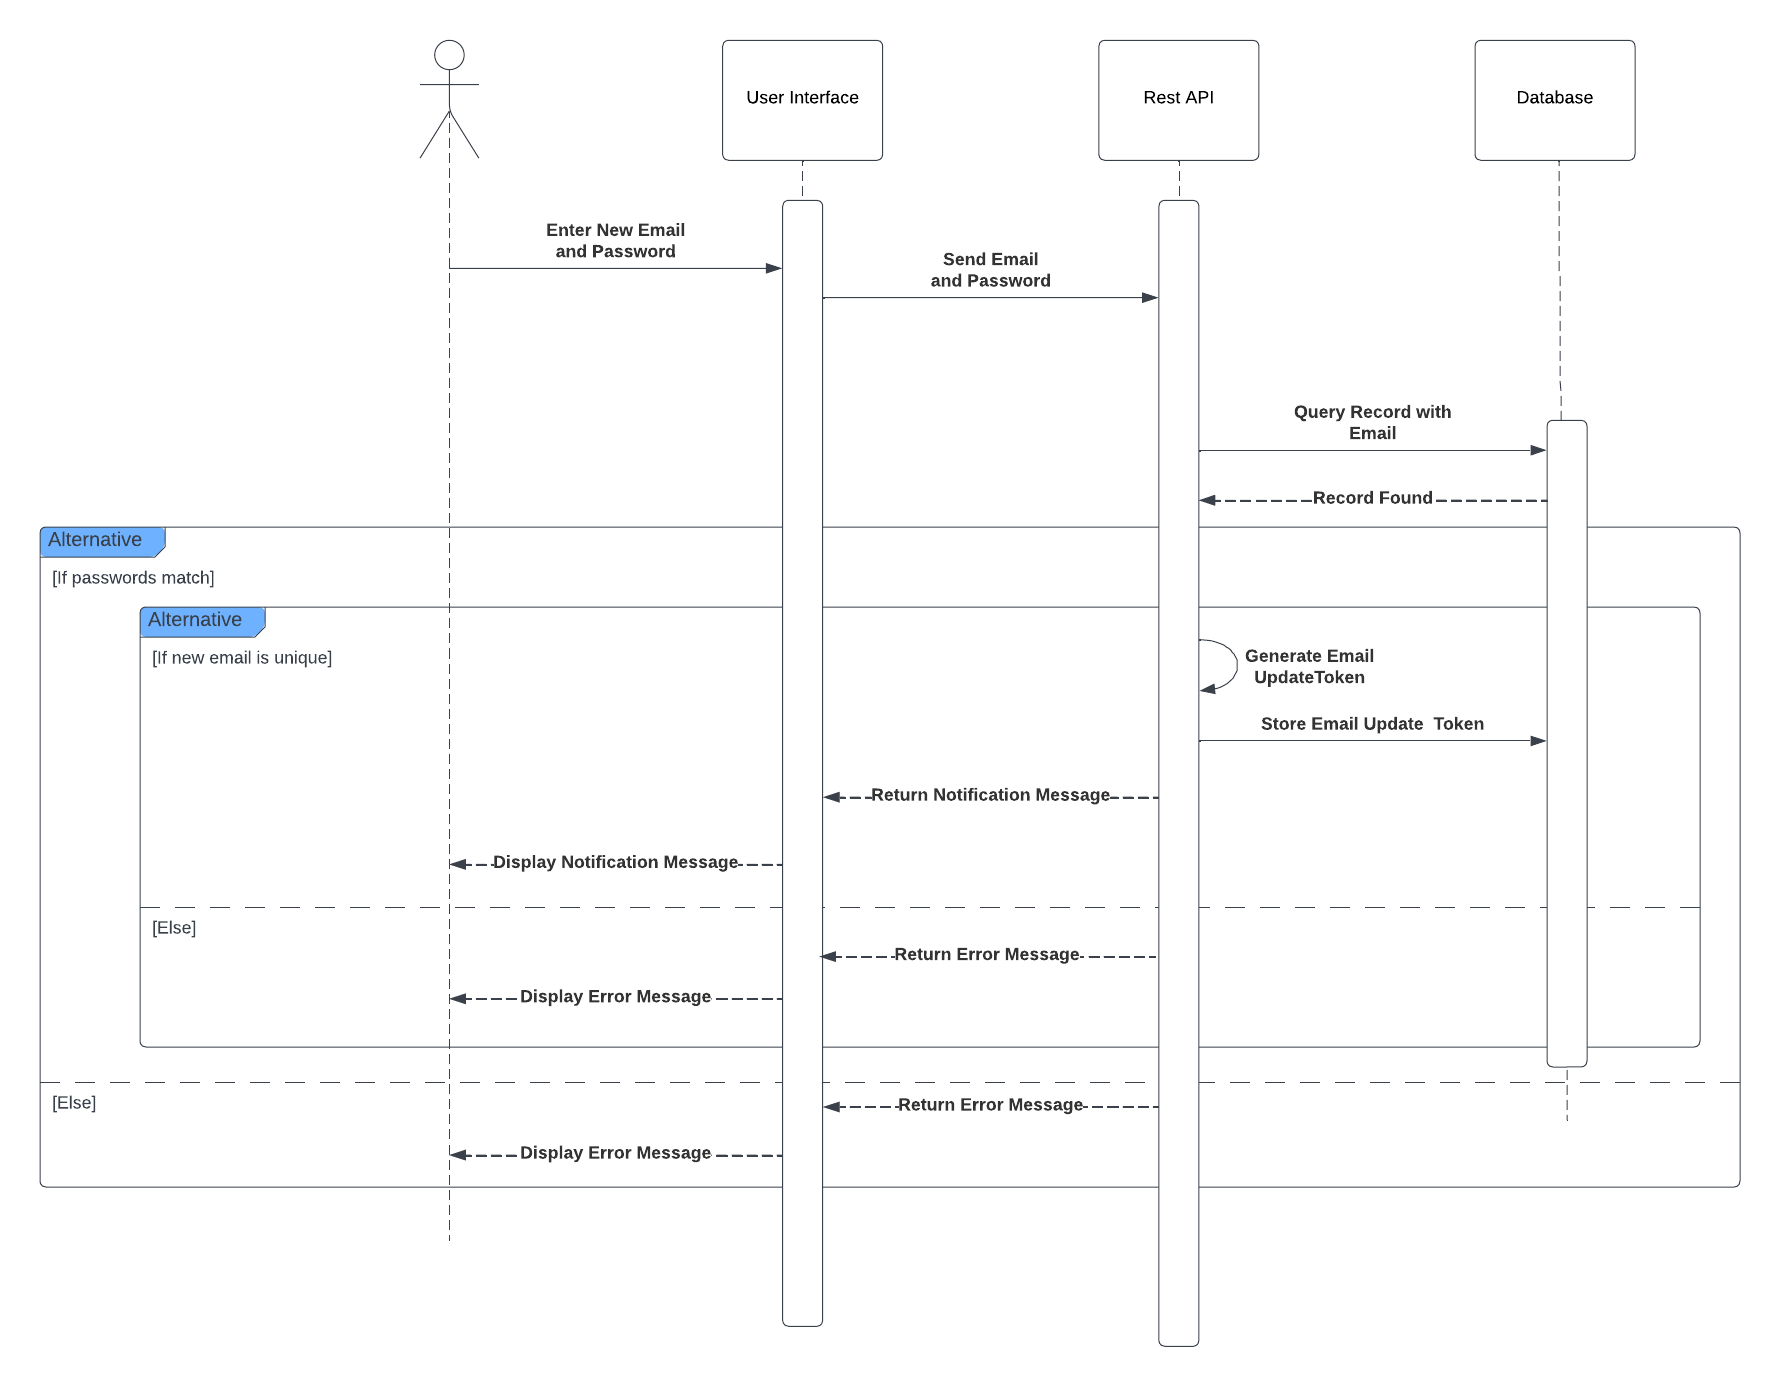 User Interface
Rest API
Database
Enter New Email
and Password
Send Email
and Password
Query Record with
Email
Record Found
Alternative
[If passwords match]
Alternative
[If new email is unique]
Generate Email
UpdateToken
Store Email Update  Token
Return Notification Message
Display Notification Message
[Else]
Return Error Message
Display Error Message
[Else]
Return Error Message
Display Error Message